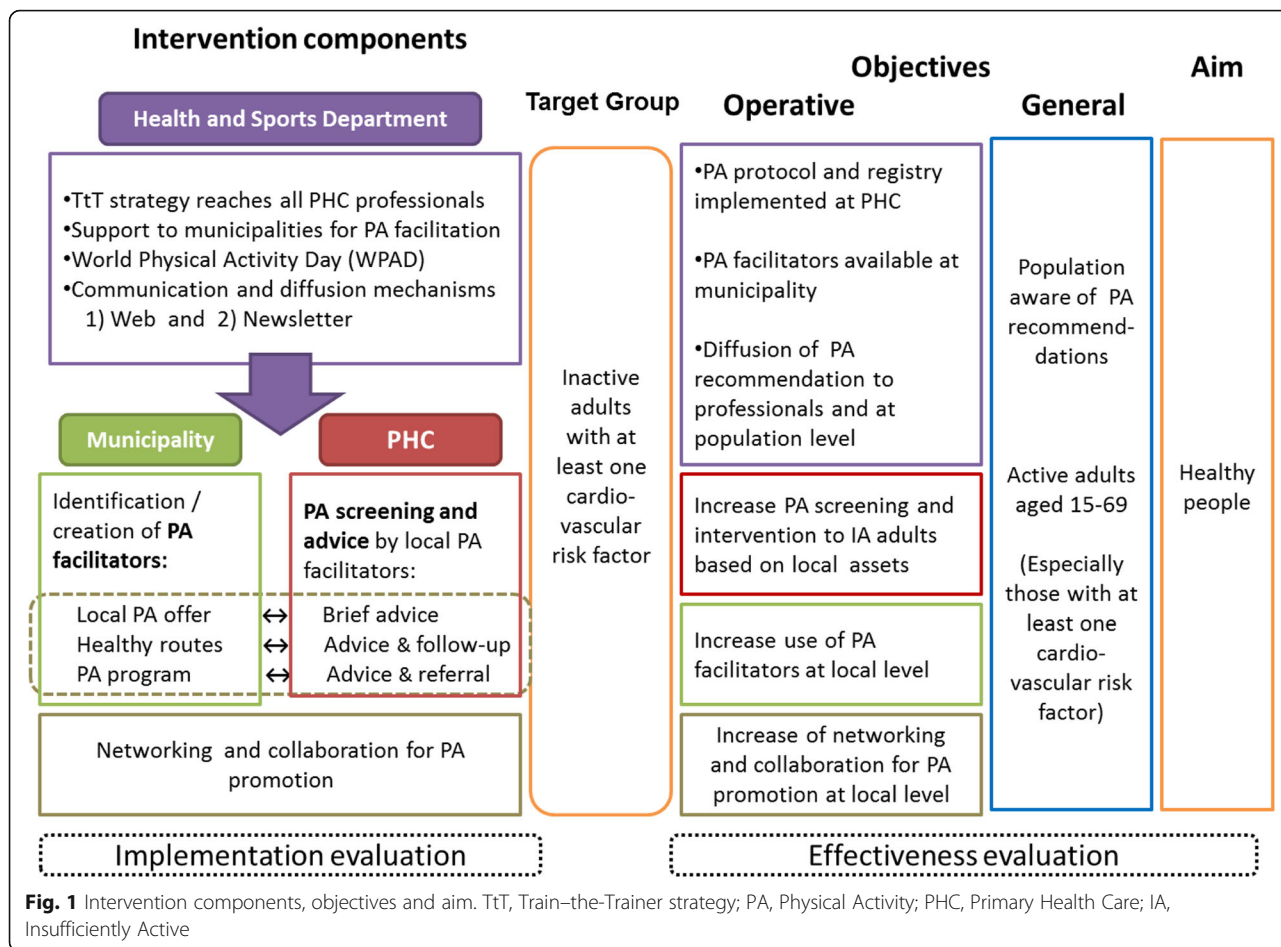 Intervention components
Objectives
Aim
Target Group
Operative
General
Health and Sports Department
•TtT strategy reaches all PHC professionals
•Support to municipalities for PA facilitation
•World Physical Activity Day (WPAD)
•Communication and diffusion mechanisms
1) Web and 2) Newsletter
Municipality
PHC
Identification /
creation of PA
facilitators:
PA screening and
advice by local PA
facilitators:
Local PA offer ↔ Brief advice
Healthy routes ↔ Advice & follow-up
PA program ↔ Advice & referral
Networking and collaboration for PA
promotion
Inactive
adults
with at
least one
cardio-
vascular
risk factor
•PA protocol and registry
implemented at PHC
•PA facilitators available at
municipality
•Diffusion of PA
recommendation to
professionals and at
population level
Increase PA screening and
intervention to IA adults
based on local assets
Increase use of PA
facilitators at local level
Increase of networking
and collaboration for PA
promotion at local level
Population
aware of PA
recommend-
dations
Active adults
aged 15-69
(Especially
those with at
least one
cardio-
vascular risk
factor)
Healthy
people
Implementation evaluation
Effectiveness evaluation
Fig. 1 Intervention components, objectives and aim. TtT, Train–the-Trainer strategy; PA, Physical Activity; PHC, Primary Health Care; IA,
Insufficiently Active